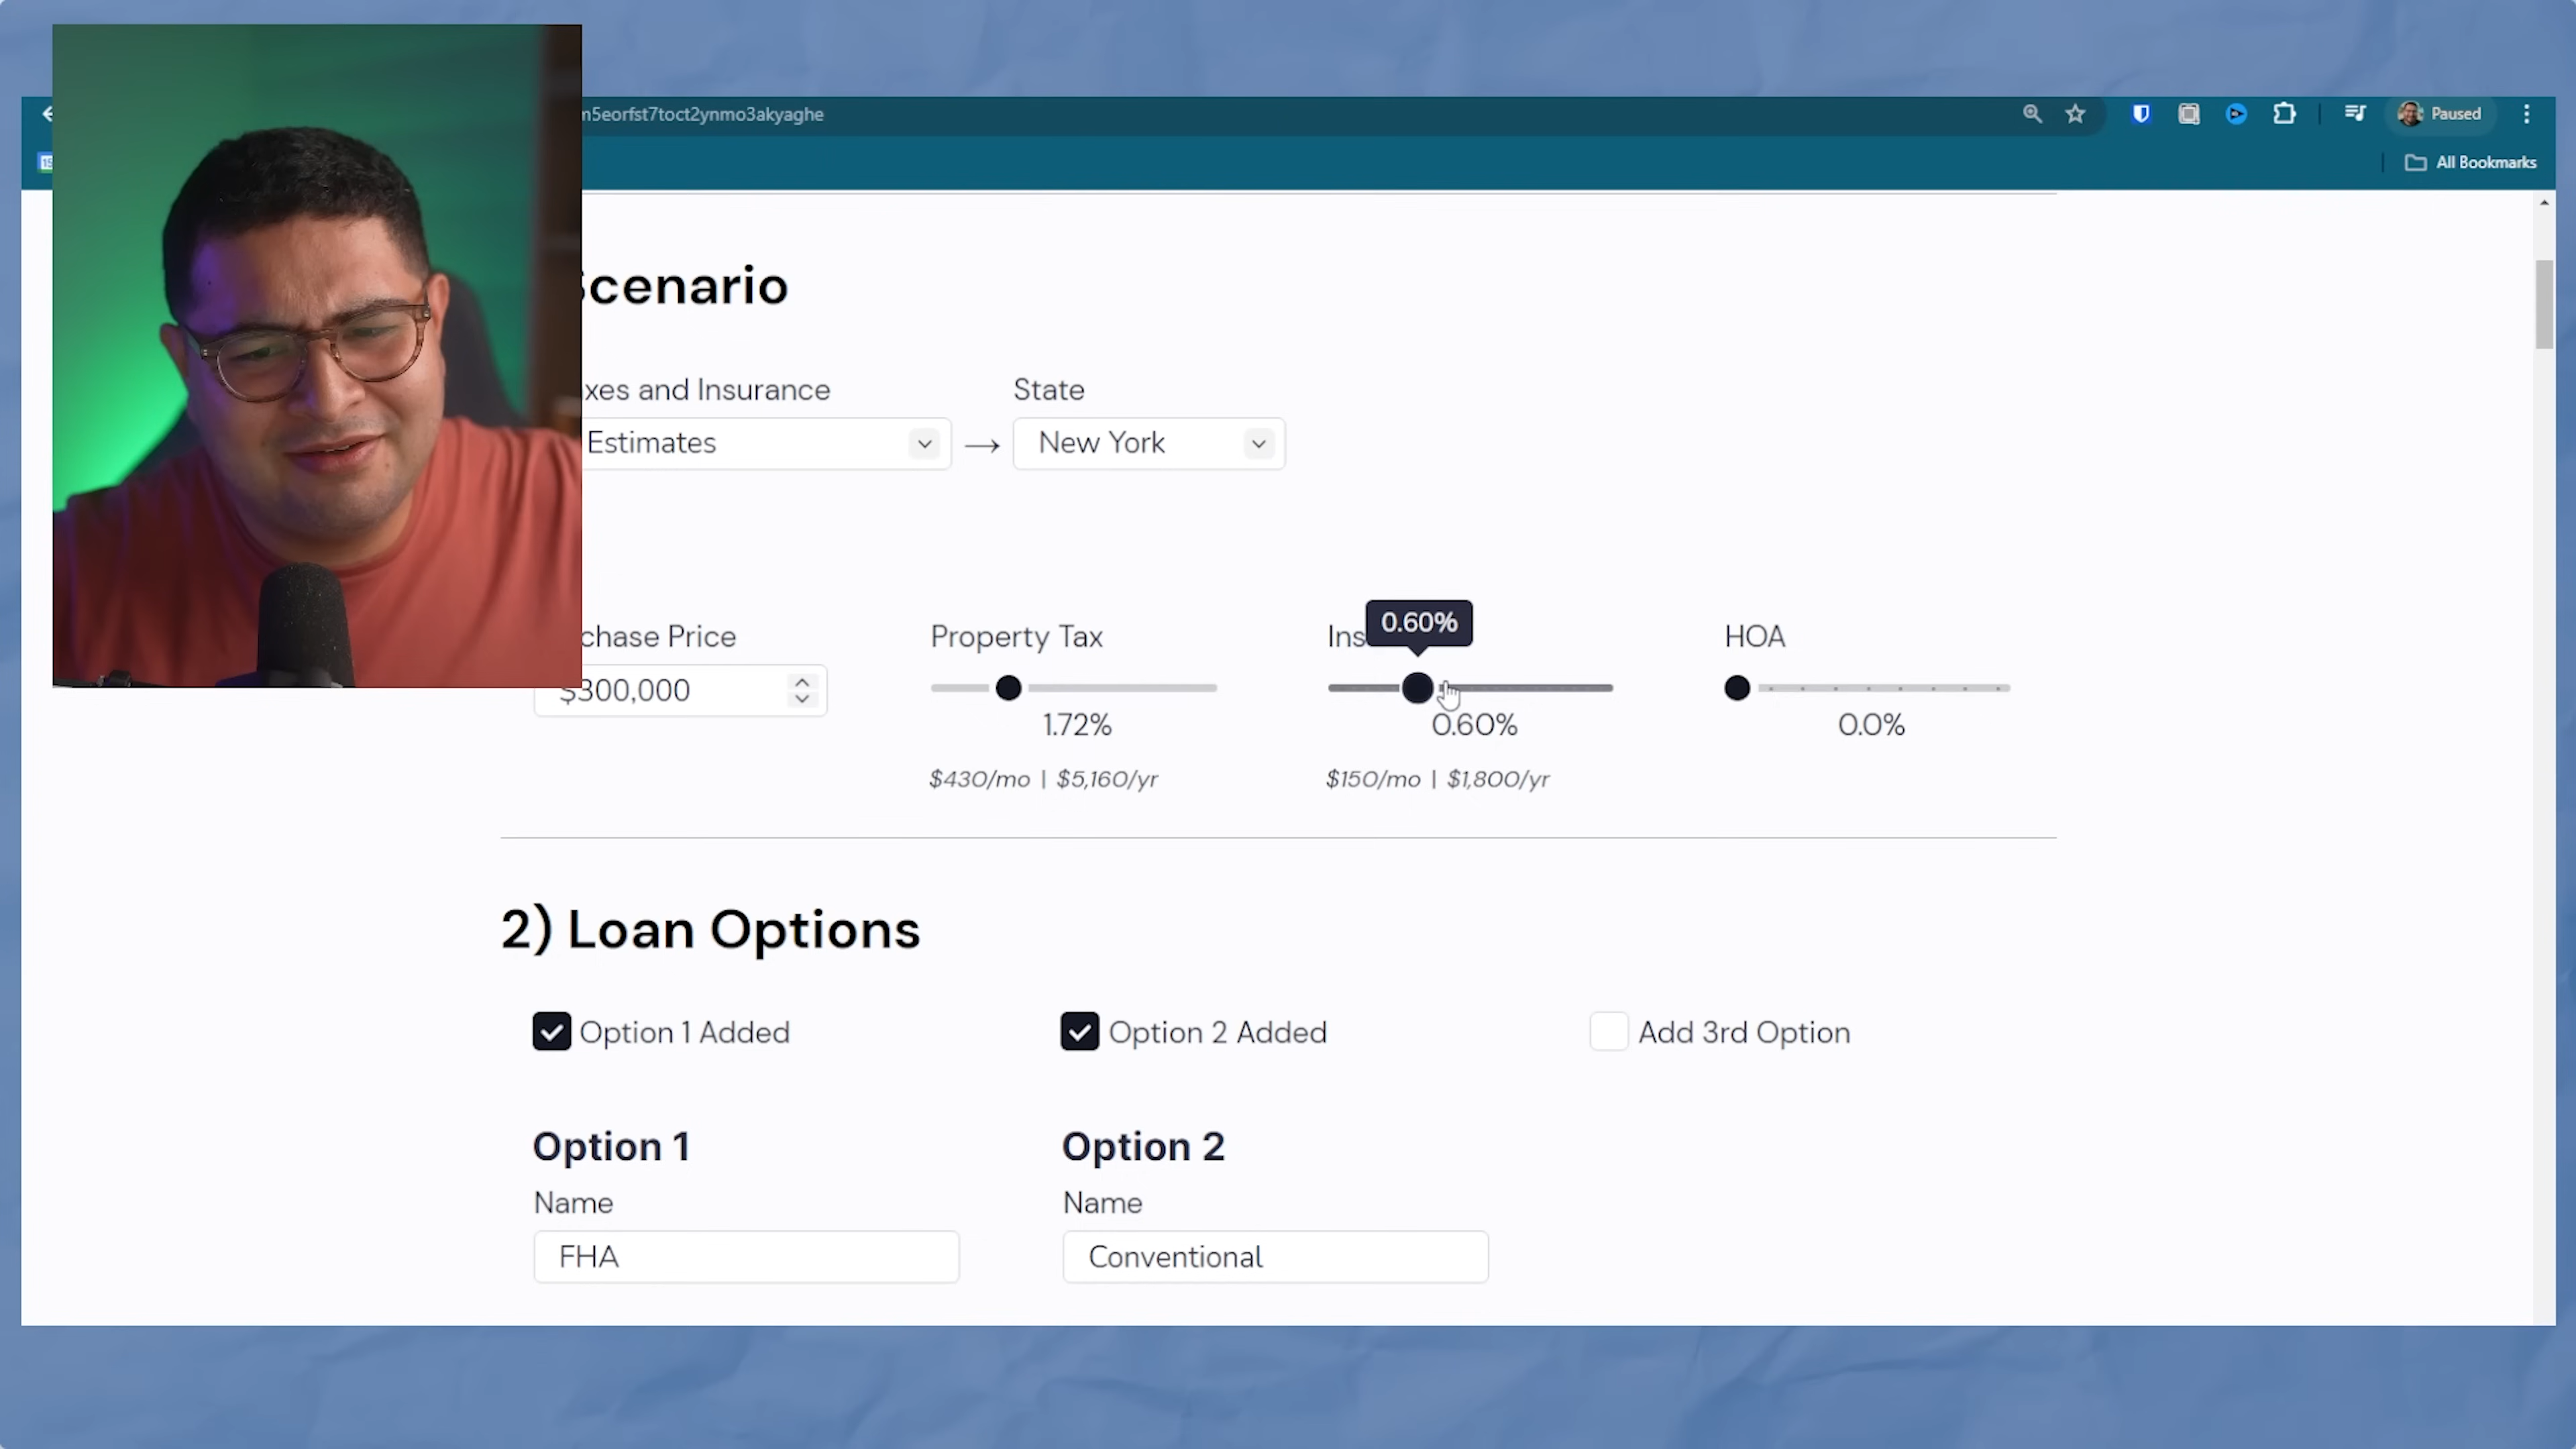 n5eorfst7toct2ynmo3akyaghe
Paused
All Bookmarks
Scenario
xes and Insurance
State
Estimates
New York
chase Price
Property Tax
Ins
0.60%
HOA
$300,000
1.72%
0.60%
0.0%
$430/mo | $5,160/yr
$150/mo | $1,800/yr
2) Loan Options
Option 1 Added
Option 2 Added
Add 3rd Option
Option 1
Option 2
Name
Name
FHA
Conventional